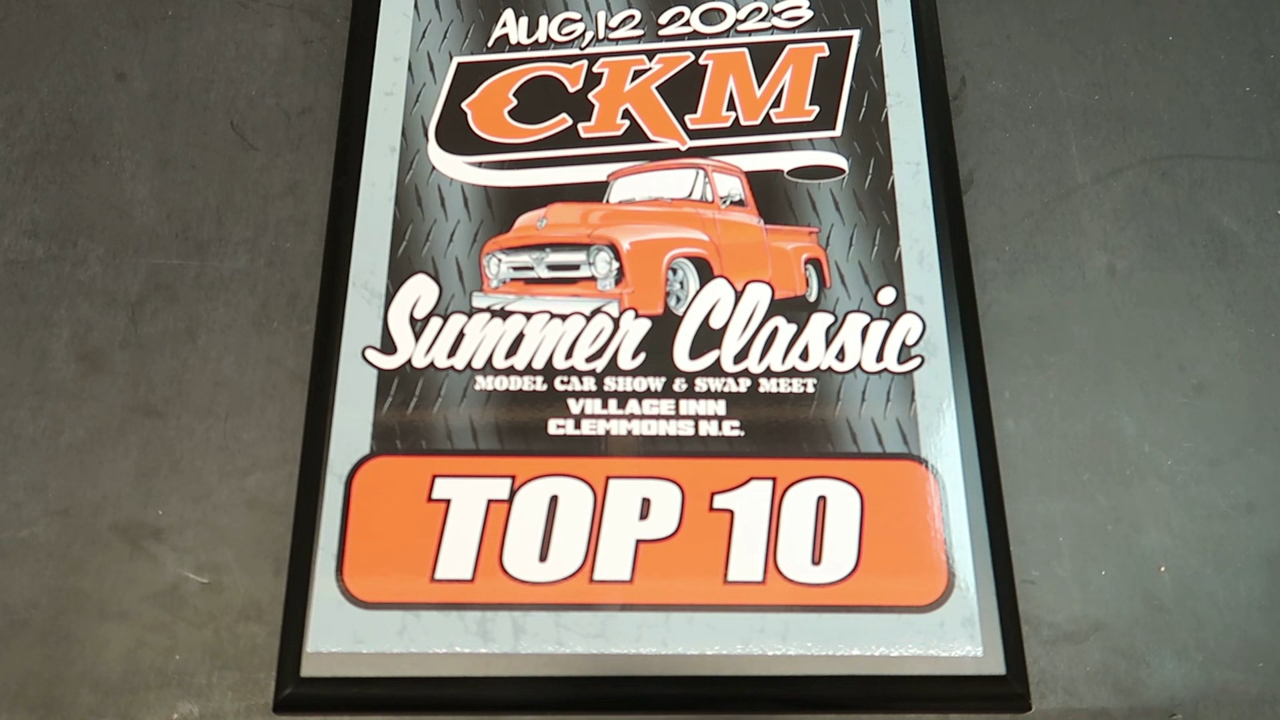 AUG,12 2023
CKM
Summer Classic
MODEL CAR SHOW & SWAP MEET
VILLAGE INN
CLEMMONS N.C.
TOP 10